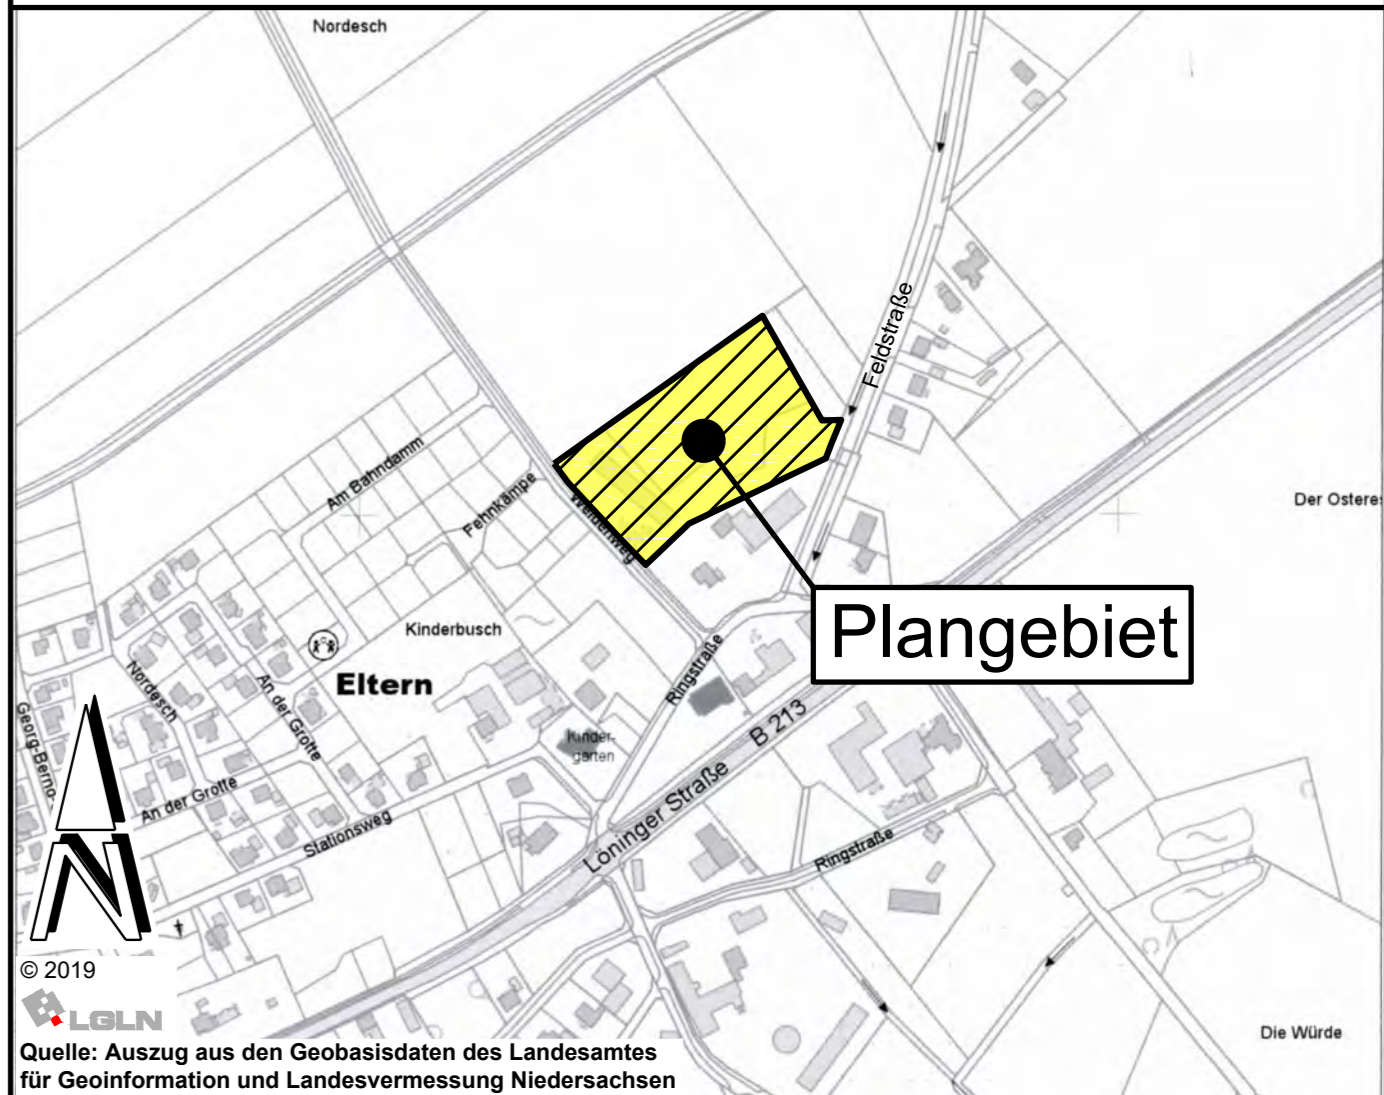 Nordesch
Feldstraße
Am Bahndamm
Fehnkämpe
Weidenweg
Der Osteres
Plangebiet
Kinderbusch
Eltern
Ringstraße
Nordesch
An der Grotte
Georg-Berno
Kinder-
garten
B 213
Löninger Straße
An der Grotte
Stationsweg
Ringstraße
N
© 2019
LGLN
Die Würde
Quelle: Auszug aus den Geobasisdaten des Landesamtes
für Geoinformation und Landesvermessung Niedersachsen